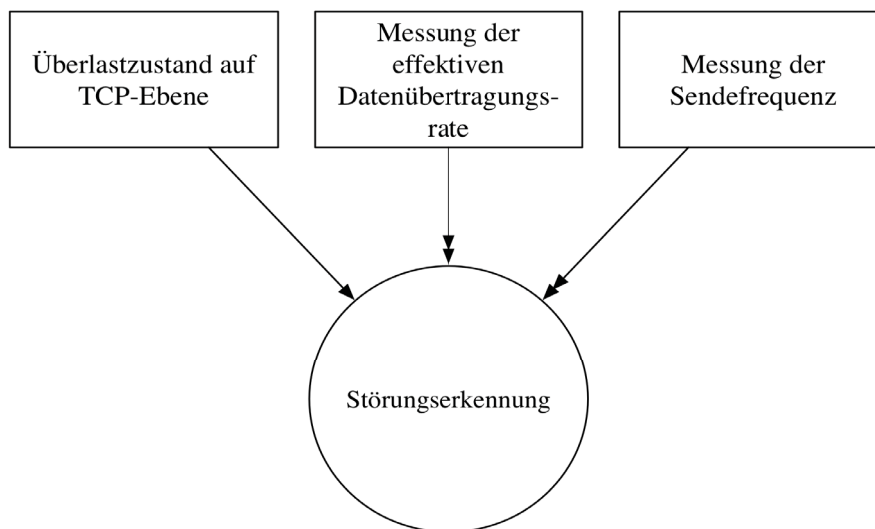 Überlastzustand auf
TCP-Ebene
Messung der
effektiven
Datenübertragungs-
rate
Messung der
Sendefrequenz
Störungserkennung